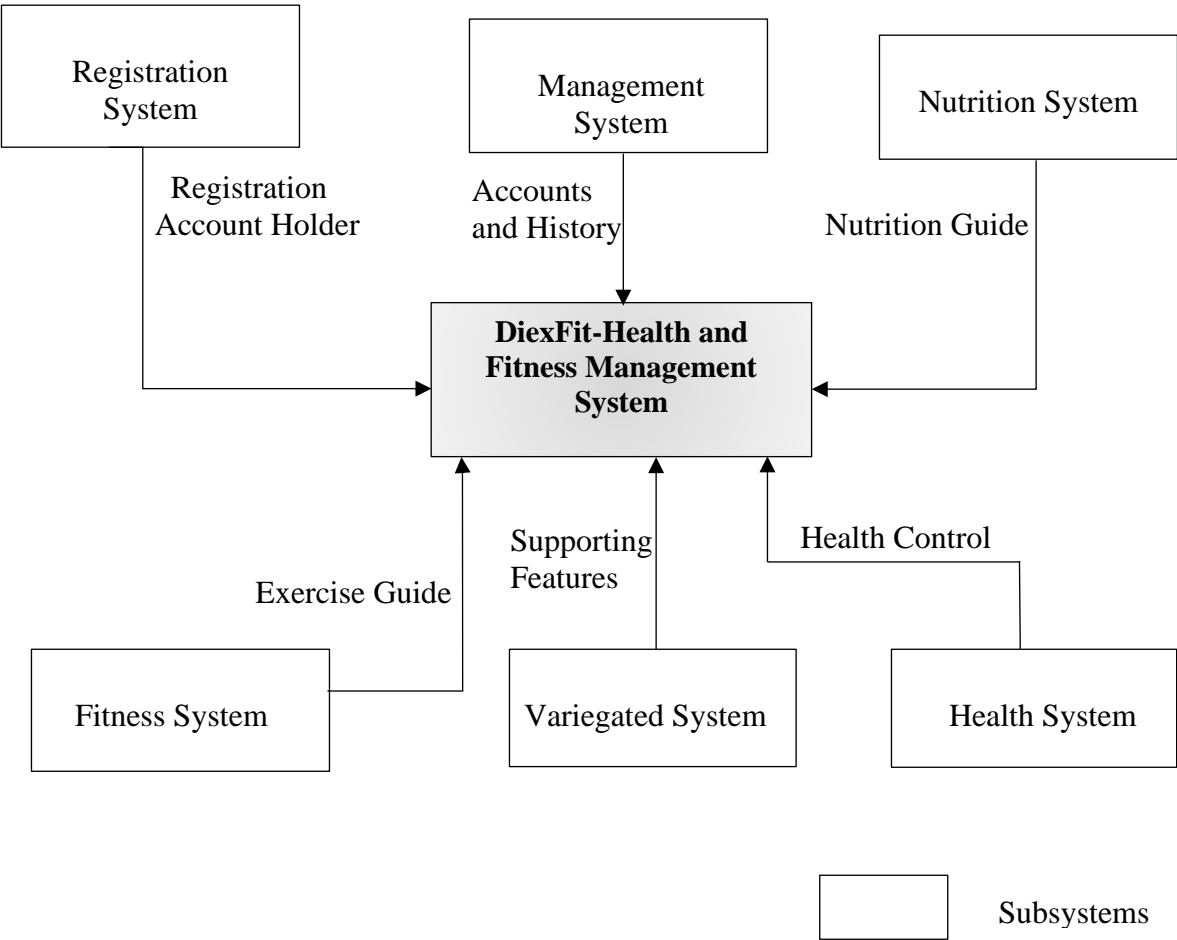 Registration
System
Management
System
Nutrition System
Registration
Account Holder
Accounts
and History
Nutrition Guide
DiexFit-Health and
Fitness Management
System
Supporting
Features
Health Control
Exercise Guide
Fitness System
Variegated System
Health System
Subsystems